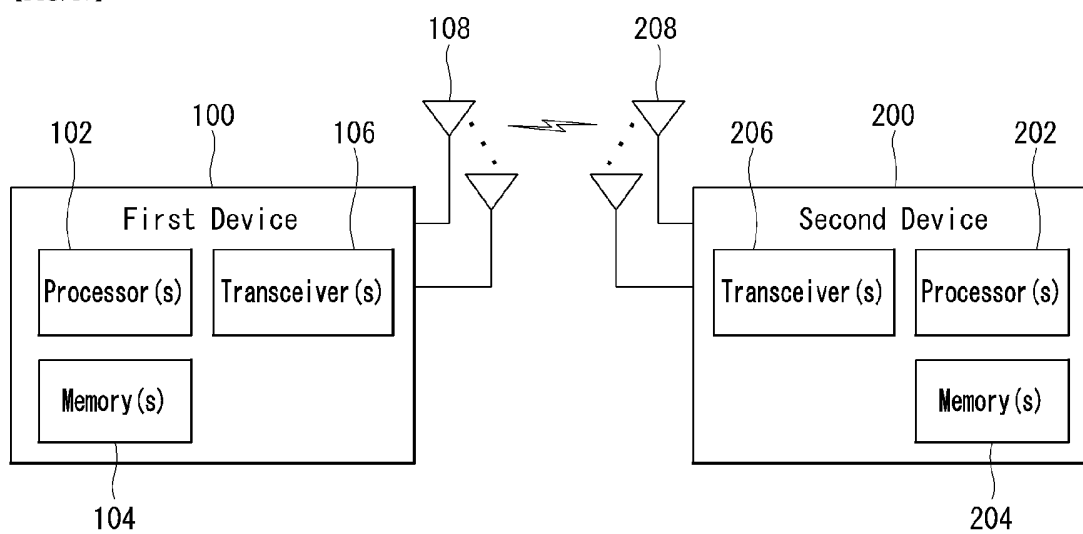 108
208
100
200
102
106
206
202
First Device
Second Device
Processor(s)
Transceiver(s)
Transceiver(s)
Processor(s)
Memory(s)
Memory(s)
104
204